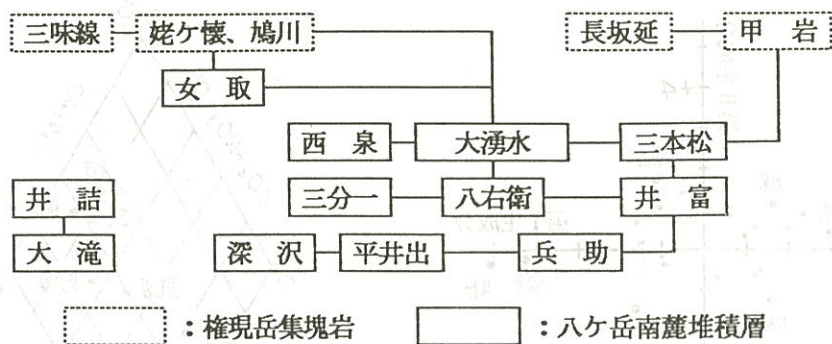 三味線 姥ケ懐、鳩川 長坂延 甲 岩
女 取
西 泉 大湧水 三本松
井 詰 三分一 八右衛 井 富
大 滝 深沢 平井出 兵 助
：権現岳集塊岩 ：八ケ岳南麓堆積層